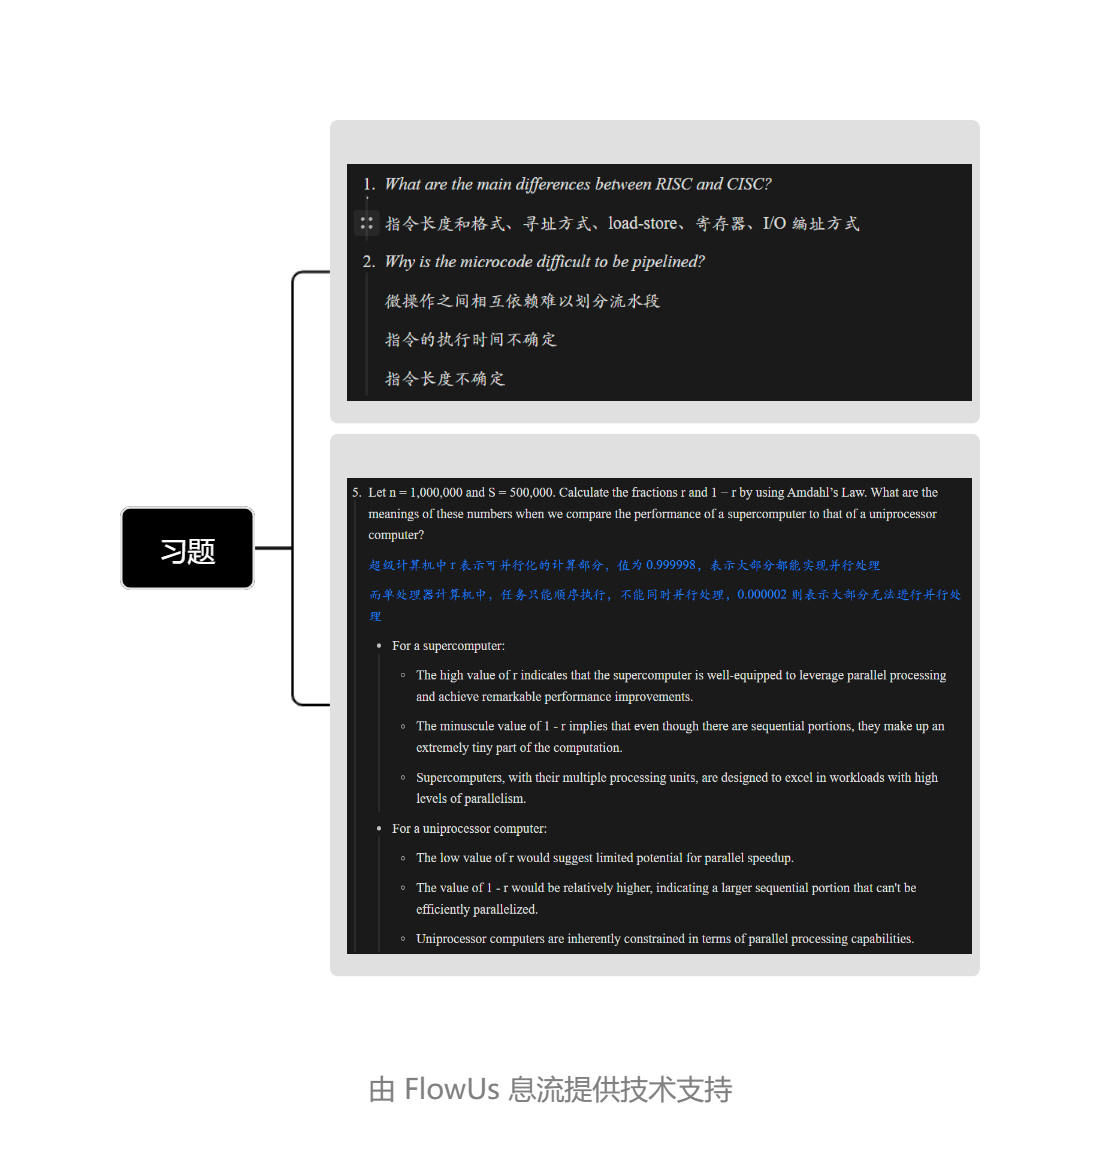 习题
1. What are the main differences between RISC and CISC?
指令长度和格式、寻址方式、load-store、寄存器、I/O 编址方式
2. Why is the microcode difficult to be pipelined?
微操作之间相互依赖难以划分流水段
指令的执行时间不确定
指令长度不确定
5. Let n = 1,000,000 and S = 500,000. Calculate the fractions r and 1 − r by using Amdahl's Law. What are the
meanings of these numbers when we compare the performance of a supercomputer to that of a uniprocessor
computer?
超级计算机中 r 表示可并行化的计算部分，值为 0.999998，表示大部分都能实现并行处理
而单处理器计算机中，任务只能顺序执行，不能同时并行处理，0.000002 则表示大部分无法进行并行处
理
• For a supercomputer:
◦ The high value of r indicates that the supercomputer is well-equipped to leverage parallel processing
and achieve remarkable performance improvements.
◦ The minuscule value of 1 - r implies that even though there are sequential portions, they make up an
extremely tiny part of the computation.
◦ Supercomputers, with their multiple processing units, are designed to excel in workloads with high
levels of parallelism.
• For a uniprocessor computer:
◦ The low value of r would suggest limited potential for parallel speedup.
◦ The value of 1 - r would be relatively higher, indicating a larger sequential portion that can't be
efficiently parallelized.
◦ Uniprocessor computers are inherently constrained in terms of parallel processing capabilities.
由 FlowUs 息流提供技术支持